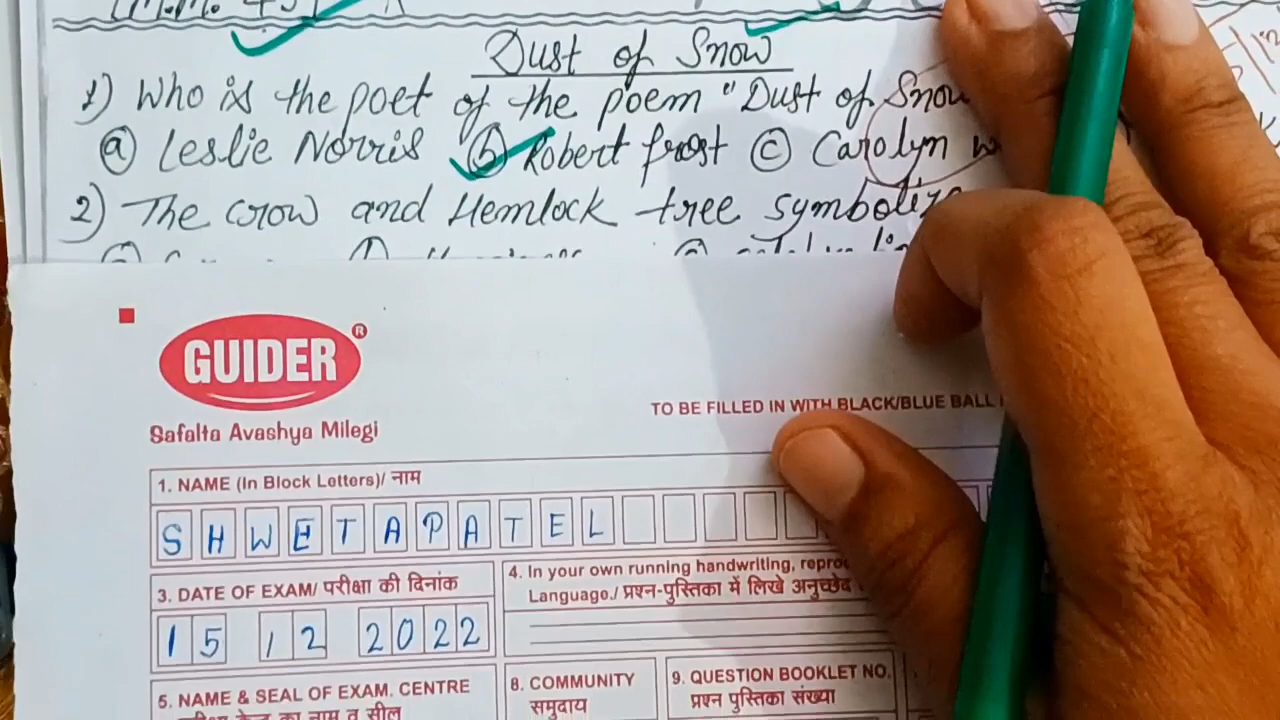 Dust of Snow
1) Who is the poet of the poem "Dust of Snow
ⓐ Leslie Norris ⓑ Robert frost ⓒ Carolyn w
2) The crow and Hemlock tree symbolize
GUIDER®
Safalta Avashya Milegi
TO BE FILLED IN WITH BLACK/BLUE BALL
1. NAME (In Block Letters)/ नाम
SHWETAPATEL
3. DATE OF EXAM/ परीक्षा की दिनांक
15 12 2022
4. In your own running handwriting,
Language./ प्रश्न-पुस्तिका में लिखे अनुच्छेद
5. NAME & SEAL OF EXAM. CENTRE
परीक्षा केन्द्र का नाम व सील
8. COMMUNITY
समुदाय
9. QUESTION BOOKLET NO.
प्रश्न पुस्तिका संख्या